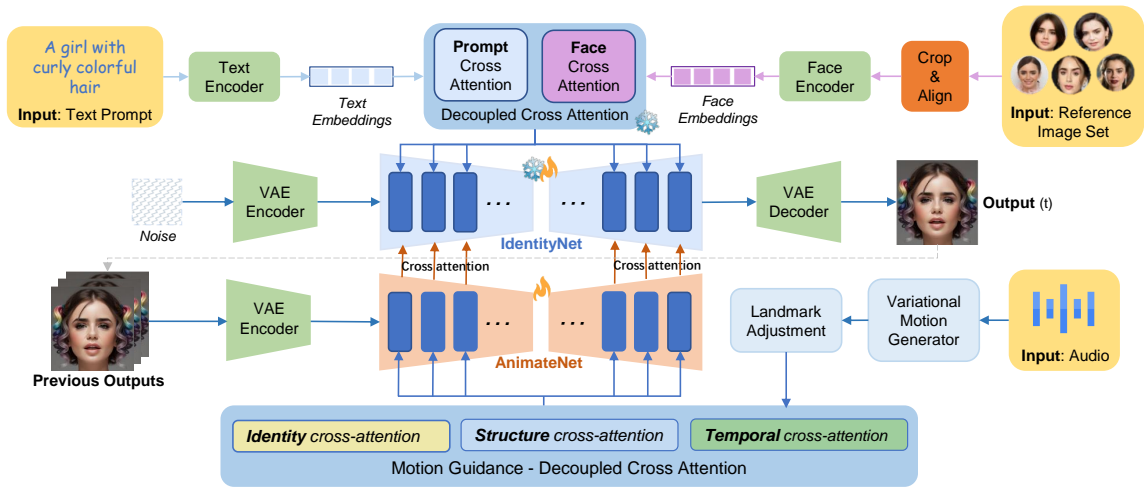 A girl with
curly colorful
hair
Input: Text Prompt
Text
Encoder
Text
Embeddings
Prompt
Cross
Attention
Face
Cross
Attention
Decoupled Cross Attention
Face
Embeddings
Face
Encoder
Crop
&
Align
Input: Reference
Image Set
Noise
VAE
Encoder
...
...
IdentityNet
VAE
Decoder
Output (t)
Cross attention
Cross attention
Previous Outputs
VAE
Encoder
...
...
AnimateNet
Landmark
Adjustment
Variational
Motion
Generator
Input: Audio
Identity cross-attention
Structure cross-attention
Temporal cross-attention
Motion Guidance - Decoupled Cross Attention